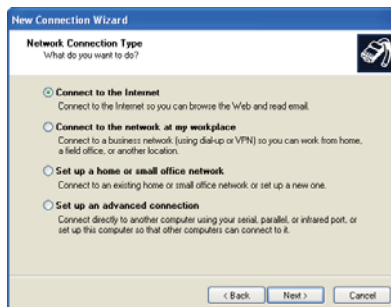 New Connection Wizard
Network Connection Type
What do you want to do?
Connect to the Internet
Connect to the Internet so you can browse the Web and read email.
Connect to the network at my workplace
Connect to a business network (using dial-up or VPN) so you can work from home,
a field office, or another location.
Set up a home or small office network
Connect to an existing home or small office network or set up a new one.
Set up an advanced connection
Connect directly to another computer using your serial, parallel, or infrared port, or
set up this computer so that other computers can connect to it.
< Back Next > Cancel